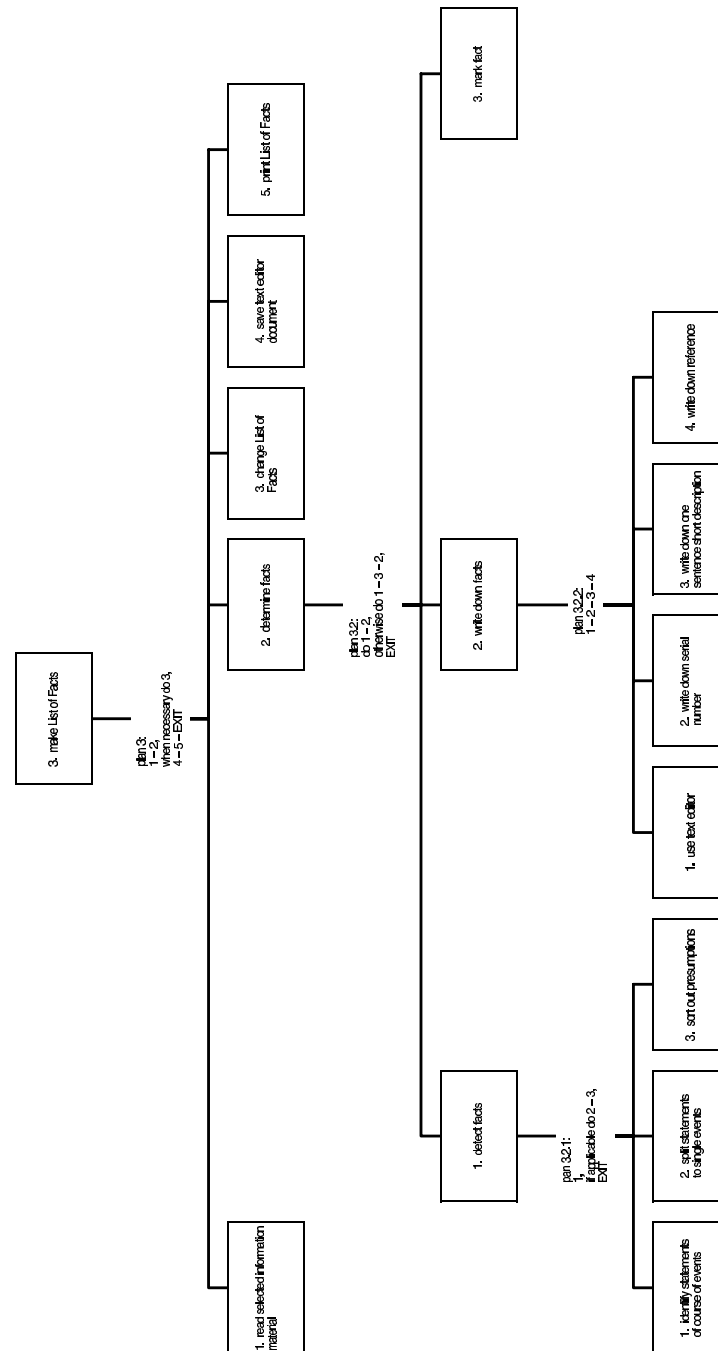 3. make List of Facts
plan 3:
1 – 2,
when necessary do 3,
4 – 5 – EXIT
1. read selected information
material
2. determine facts
3. change List of
Facts
4. save text editor
document
5. print List of Facts
plan 3.2:
do 1 – 2,
otherwise do 1 – 3 – 2,
EXIT
1. detect facts
2. write down facts
3. mark fact
pan 3.2.1:
1,
if applicable do 2 – 3,
EXIT
plan 3.2.2:
1 – 2 – 3 – 4
1. identify statements
of course of events
2. split statements
to single events
3. sort out presumptions
1. use text editor
2. write down serial
number
3. write down one
sentence short description
4. write down reference